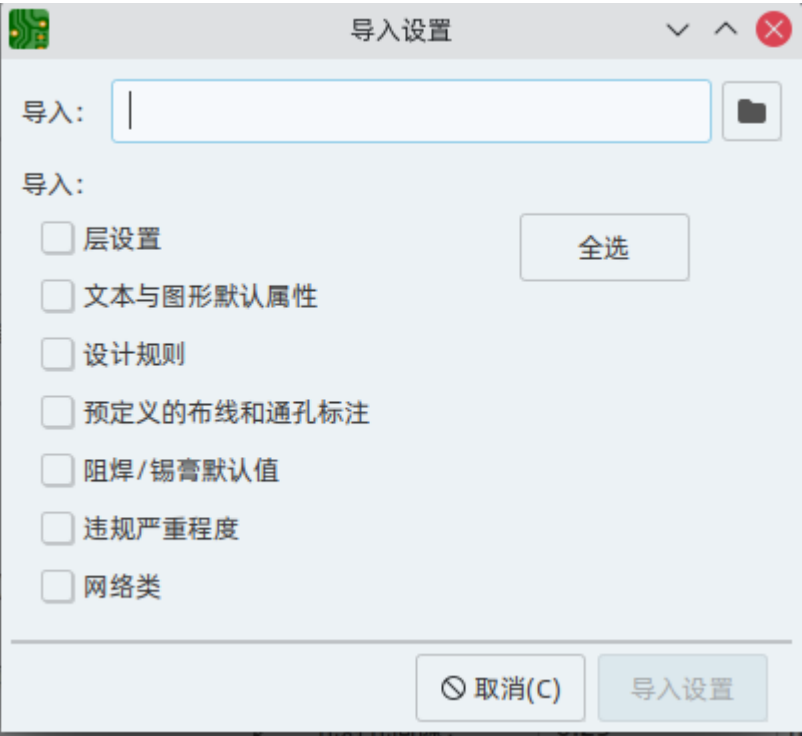 导入设置
导入：
导入：
层设置
全选
文本与图形默认属性
设计规则
预定义的布线和通孔标注
阻焊/锡膏默认值
违规严重程度
网络类
取消(C)
导入设置